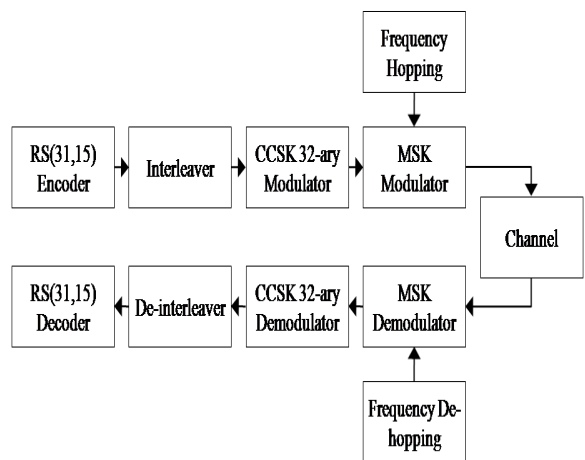 Frequency
Hopping
RS(31,15)
Encoder
Interleaver
CCSK 32-ary
Modulator
MSK
Modulator
Channel
RS(31,15)
Decoder
De-interleaver
CCSK 32-ary
Demodulator
MSK
Demodulator
Frequency De-
hopping